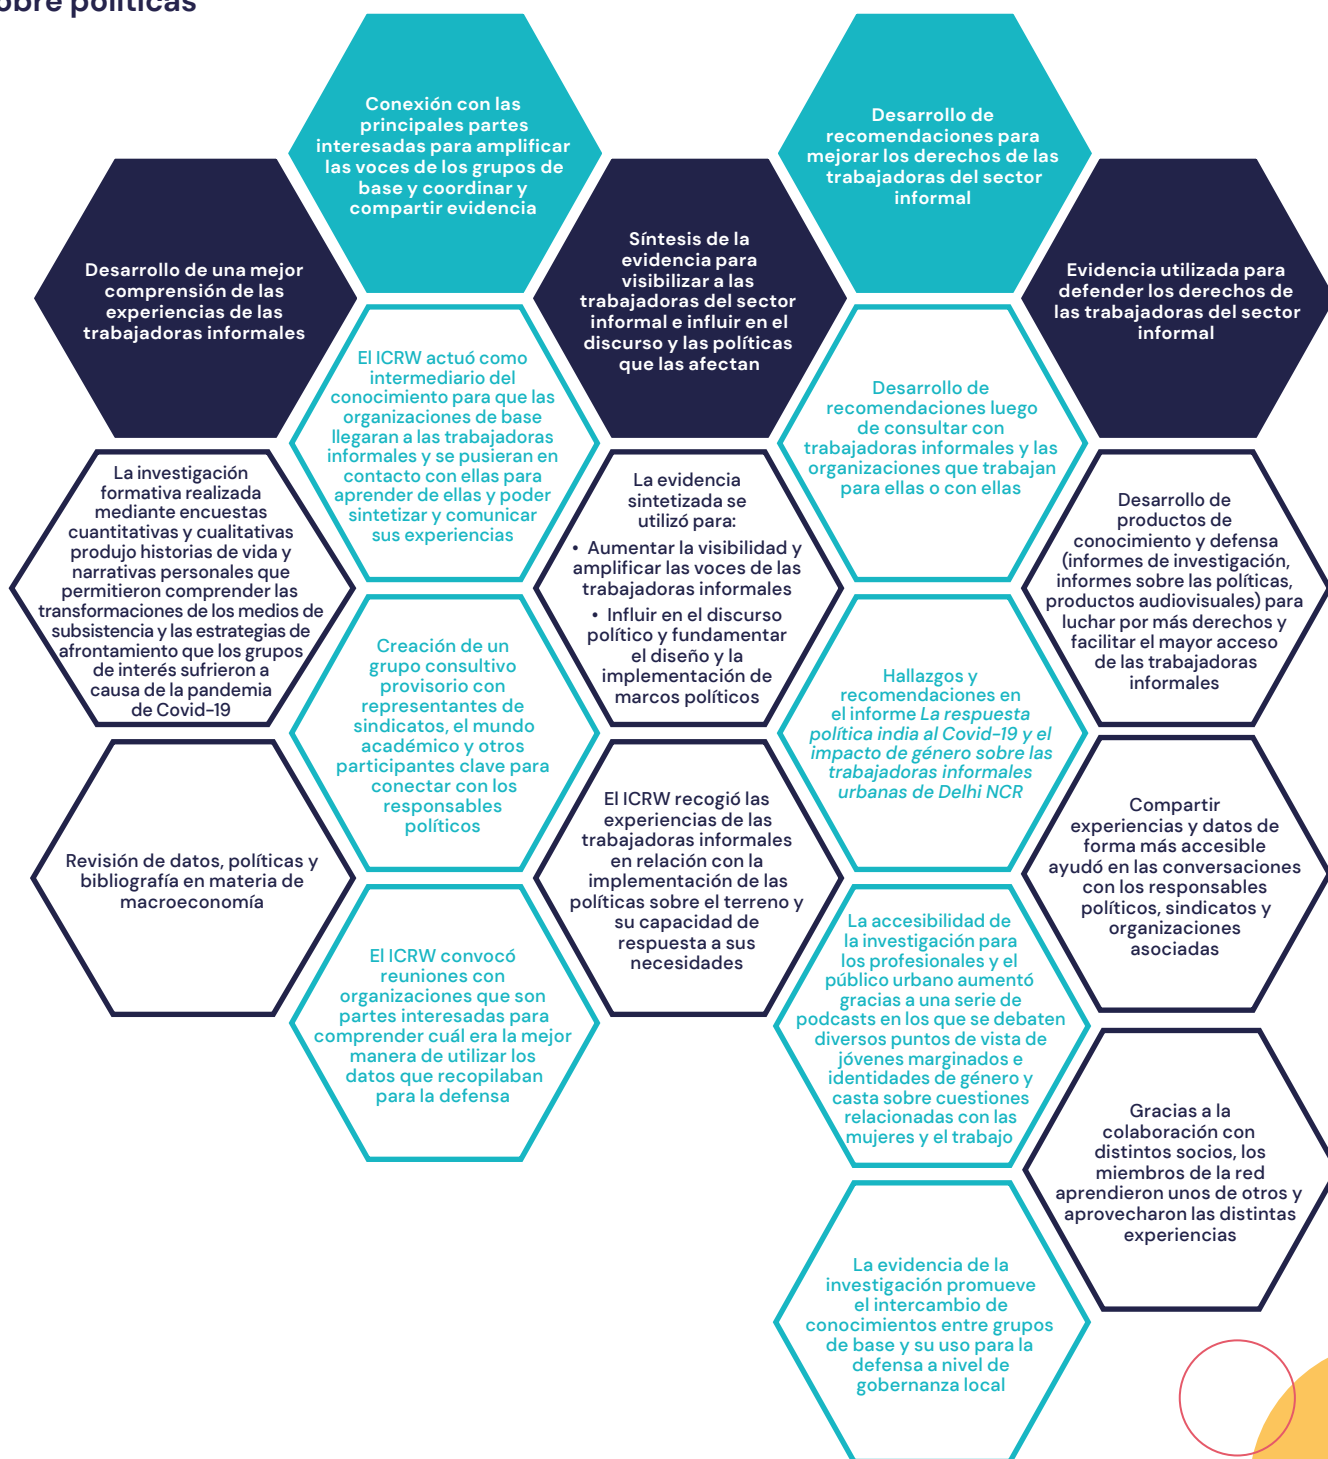 sobre políticas
Desarrollo de una mejor
comprensión de las
experiencias de las
trabajadoras informales
La investigación
formativa realizada
mediante encuestas
cuantitativas y cualitativas
produjo historias de vida y
narrativas personales que
permitieron comprender las
transformaciones de los medios de
subsistencia y las estrategias de
afrontamiento que los grupos
de interés sufrieron a
causa de la pandemia
de Covid-19
Revisión de datos, políticas y
bibliografía en materia de
macroeconomía
Conexión con las
principales partes
interesadas para amplificar
las voces de los grupos de
base y coordinar y
compartir evidencia
El ICRW actuó como
intermediario del
conocimiento para que las
organizaciones de base
llegaran a las trabajadoras
informales y se pusieran en
contacto con ellas para
aprender de ellas y poder
sintetizar y comunicar
sus experiencias
Creación de un
grupo consultivo
provisorio con
representantes de
sindicatos, el mundo
académico y otros
participantes clave para
conectar con los
responsables
políticos
El ICRW convocó
reuniones con
organizaciones que son
partes interesadas para
comprender cuál era la mejor
manera de utilizar los
datos que recopilaban
para la defensa
Síntesis de la
evidencia para
visibilizar a las
trabajadoras del sector
informal e influir en el
discurso y las políticas
que las afectan
La evidencia
sintetizada se
utilizó para:
• Aumentar la visibilidad y
amplificar las voces de las
trabajadoras informales
• Influir en el discurso
político y fundamentar
el diseño y la
implementación de
marcos políticos
El ICRW recogió las
experiencias de las
trabajadoras informales
en relación con la
implementación de las
políticas sobre el terreno y
su capacidad de
respuesta a sus
necesidades
Desarrollo de
recomendaciones para
mejorar los derechos de las
trabajadoras del sector
informal
Desarrollo de
recomendaciones luego
de consultar con
trabajadoras informales y las
organizaciones que trabajan
para ellas o con ellas
Hallazgos y
recomendaciones en
el informe La respuesta
política india al Covid-19 y el
impacto de género sobre las
trabajadoras informales
urbanas de Delhi NCR
La accesibilidad de
la investigación para
los profesionales y el
público urbano aumentó
gracias a una serie de
podcasts en los que se debaten
diversos puntos de vista de
jóvenes marginados e
identidades de género y
casta sobre cuestiones
relacionadas con las
mujeres y el trabajo
La evidencia de la
investigación promueve
el intercambio de
conocimientos entre grupos
de base y su uso para la
defensa a nivel de
gobernanza local
Evidencia utilizada para
defender los derechos de
las trabajadoras del sector
informal
Desarrollo de
productos de
conocimiento y defensa
(informes de investigación,
informes sobre las políticas,
productos audiovisuales) para
luchar por más derechos y
facilitar el mayor acceso
de las trabajadoras
informales
Compartir
experiencias y datos de
forma más accesible
ayudó en las conversaciones
con los responsables
políticos, sindicatos y
organizaciones
asociadas
Gracias a la
colaboración con
distintos socios, los
miembros de la red
aprendieron unos de otros y
aprovecharon las distintas
experiencias